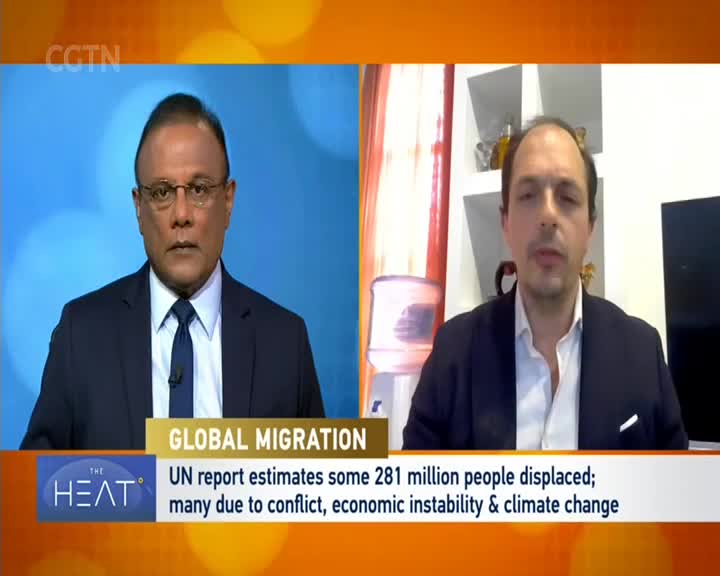 CGTN
GLOBAL MIGRATION
THE
HEAT
UN report estimates some 281 million people displaced;
many due to conflict, economic instability & climate change